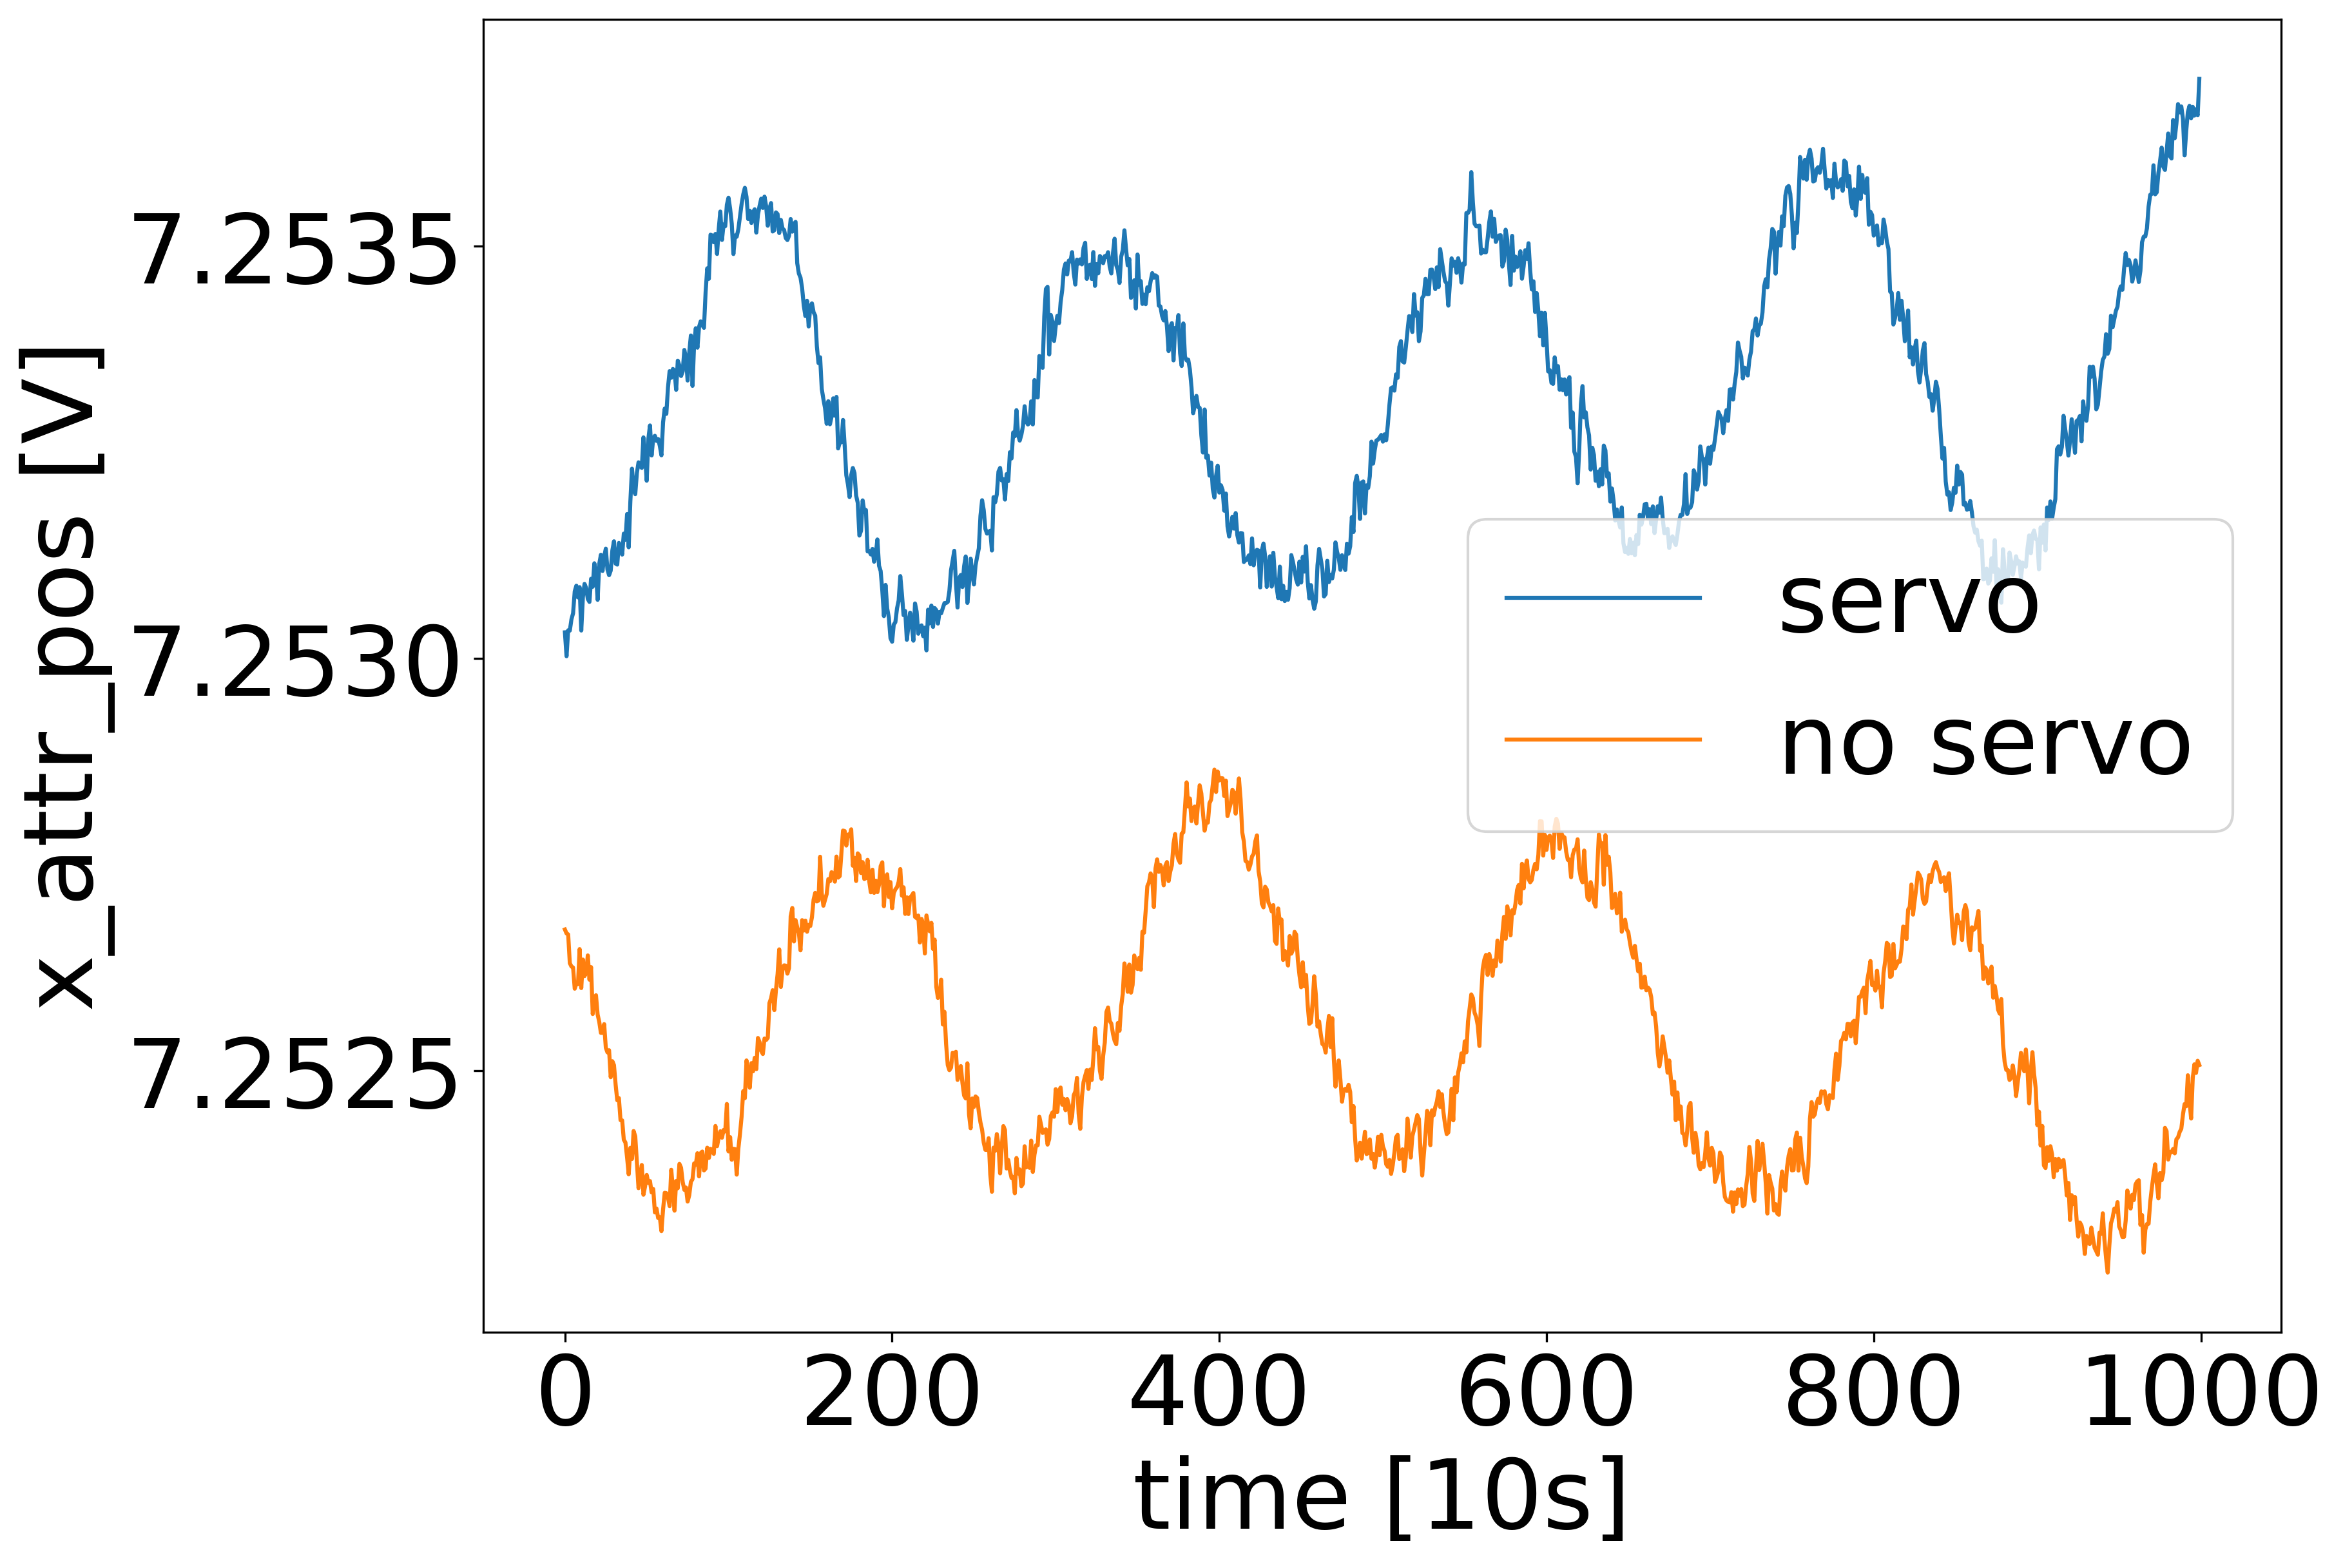 x_attr_pos [V]
7.2535
7.2530
7.2525
servo
no servo
0 200 400 600 800 1000
time [10s]